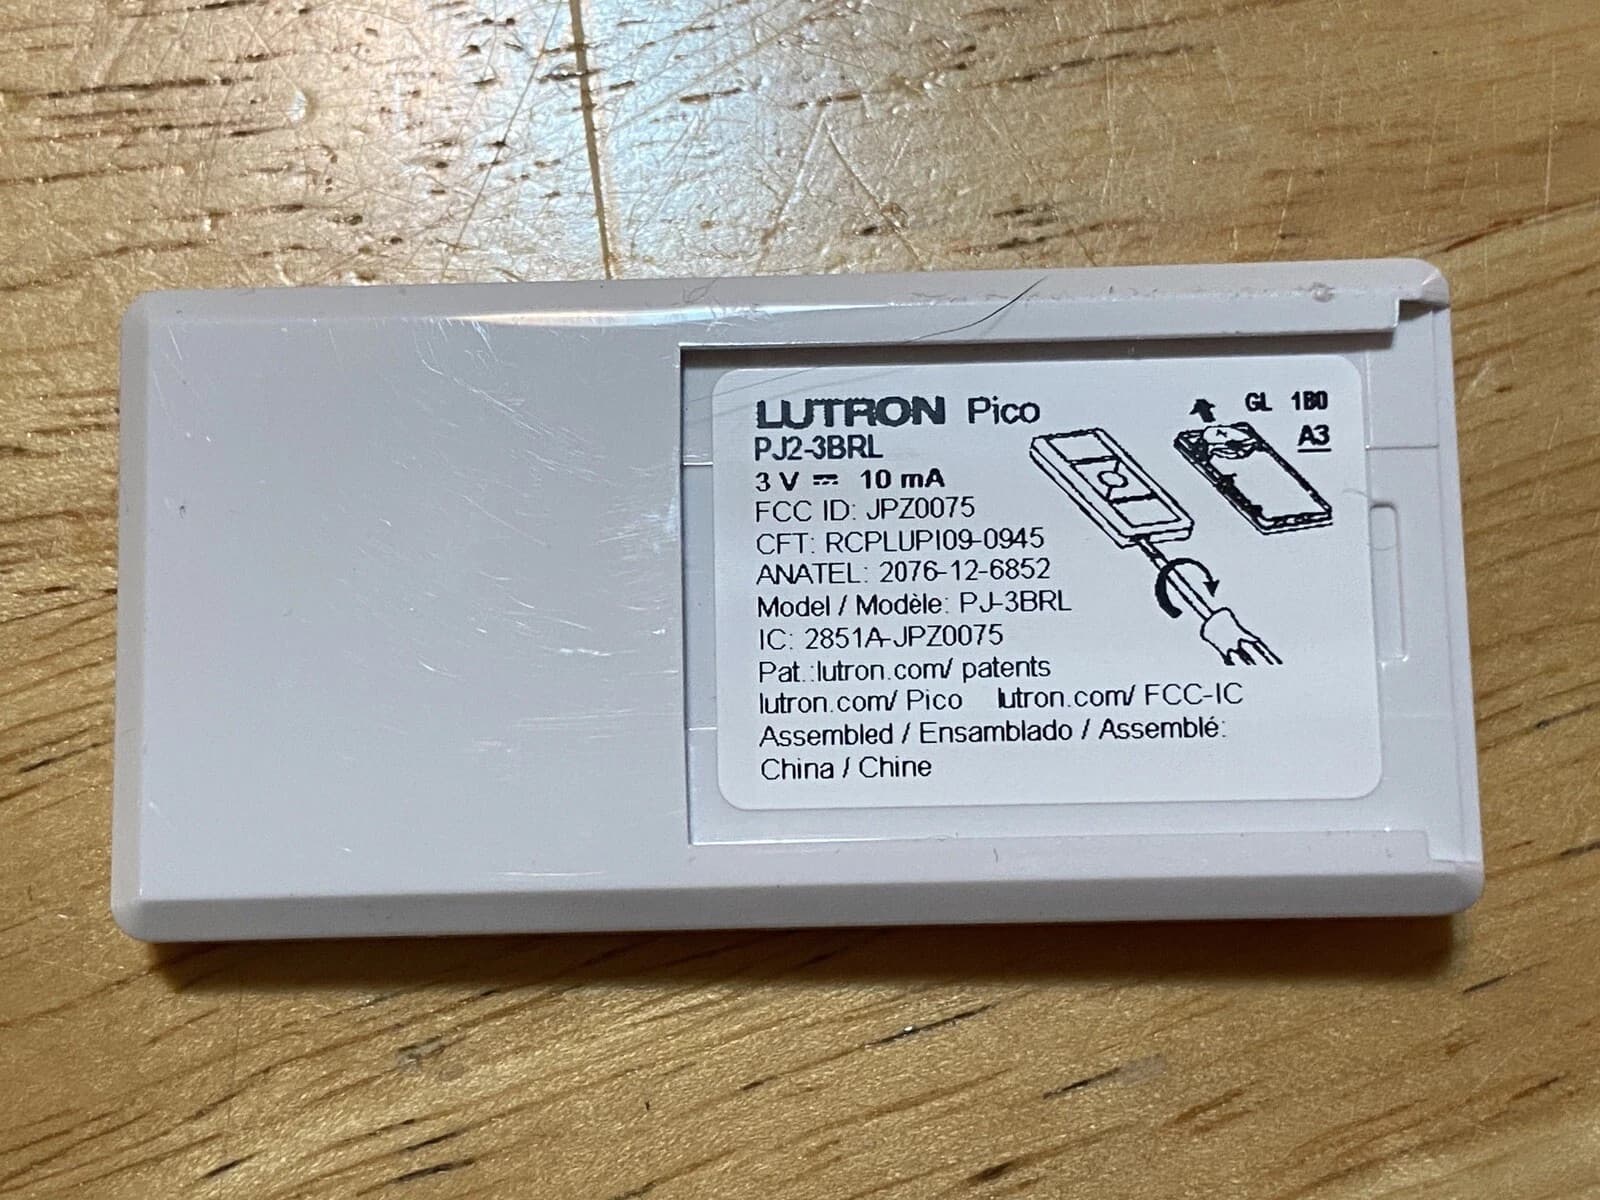 LUTRON Pico
PJ2-3BRL
3 V ⎓ 10 mA
FCC ID: JPZ0075
CFT: RCPLUPI09-0945
ANATEL: 2076-12-6852
Model / Modèle: PJ-3BRL
IC: 2851A-JPZ0075
Pat.:lutron.com/ patents
lutron.com/ Pico lutron.com/ FCC-IC
Assembled / Ensamblado / Assemblé:
China / Chine
GL 1B0
A3